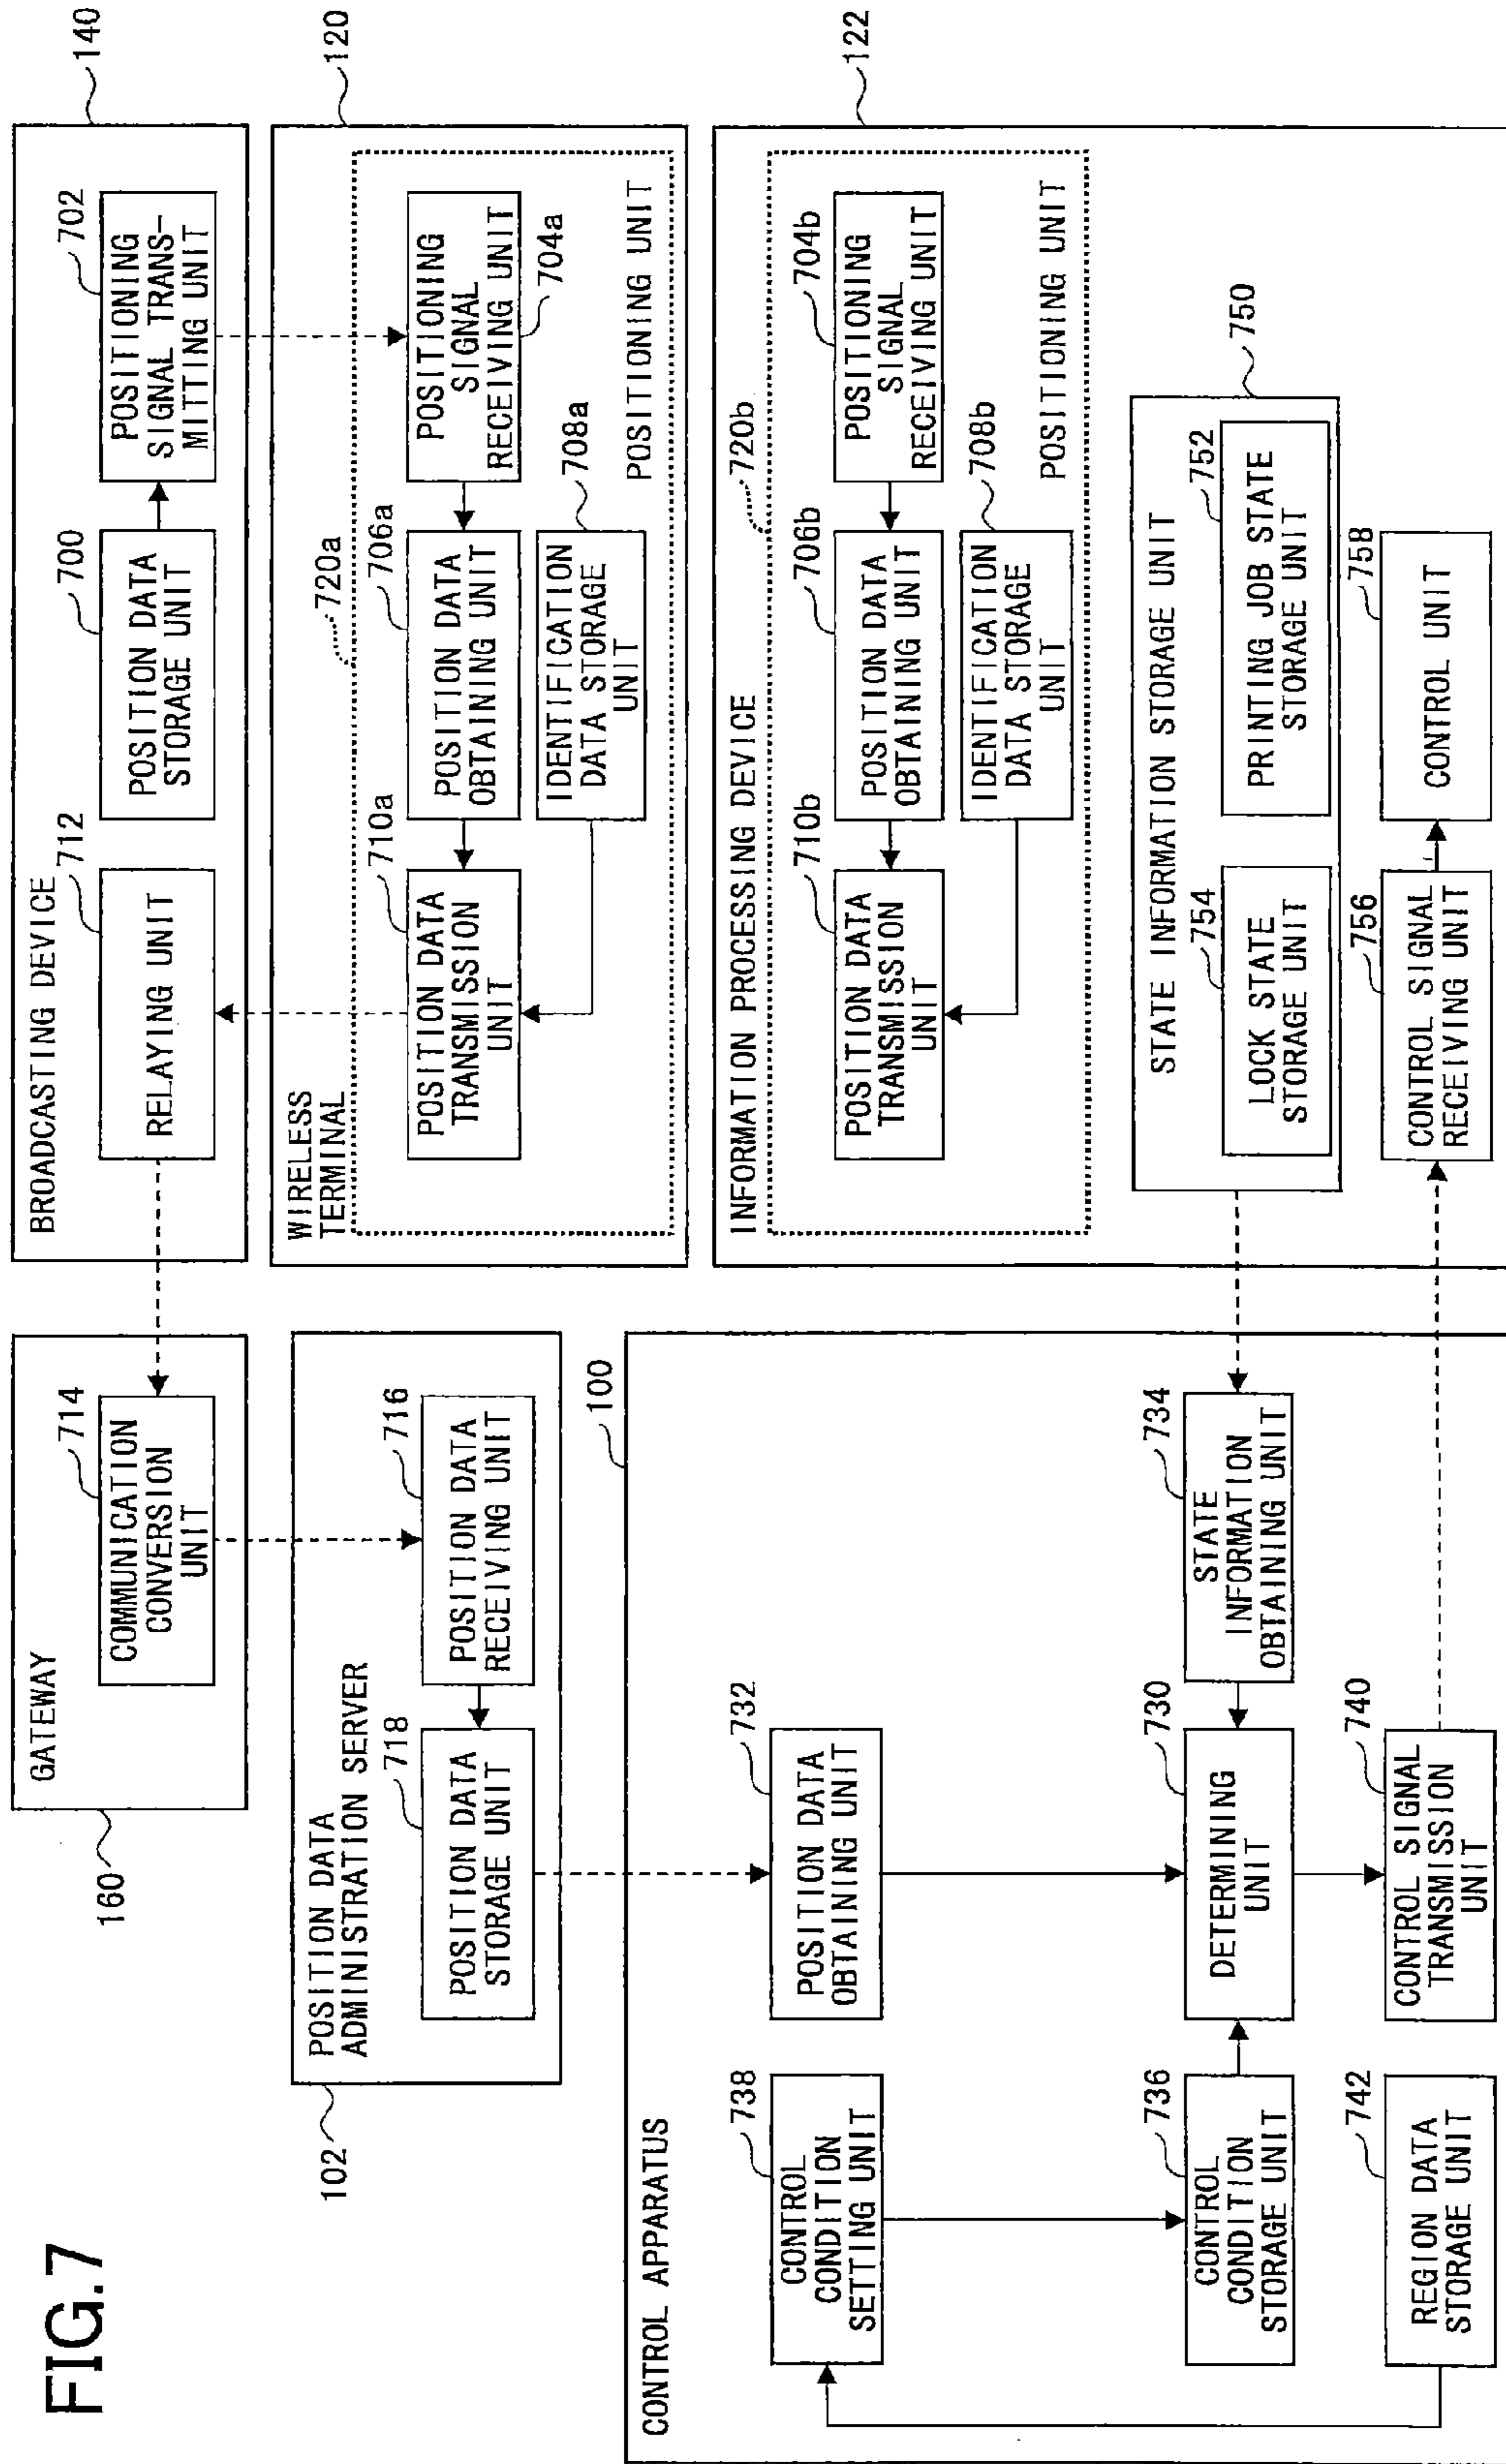 FIG.7
GATEWAY
160
714
COMMUNICATION
CONVERSION
UNIT
BROADCASTING DEVICE
140
712
RELAYING UNIT
700
POSITION DATA
STORAGE UNIT
702
POSITIONING
SIGNAL TRANS-
MITTING UNIT
POSITION DATA
ADMINISTRATION SERVER
102
718
POSITION DATA
STORAGE UNIT
716
POSITION DATA
RECEIVING UNIT
WIRELESS
TERMINAL
120
720a
710a
POSITION DATA
TRANSMISSION
UNIT
706a
POSITION DATA
OBTAINING UNIT
POSITIONING
SIGNAL
RECEIVING UNIT
704a
708a
IDENTIFICATION
DATA STORAGE
UNIT
POSITIONING UNIT
CONTROL APPARATUS
100
738
CONTROL
CONDITION
SETTING UNIT
732
POSITION DATA
OBTAINING UNIT
736
CONTROL
CONDITION
STORAGE UNIT
730
DETERMINING
UNIT
734
STATE
INFORMATION
OBTAINING UNIT
742
REGION DATA
STORAGE UNIT
740
CONTROL SIGNAL
TRANSMISSION
UNIT
INFORMATION PROCESSING DEVICE
122
720b
710b
POSITION DATA
TRANSMISSION
UNIT
706b
POSITION DATA
OBTAINING UNIT
704b
POSITIONING
SIGNAL
RECEIVING UNIT
708b
IDENTIFICATION
DATA STORAGE
UNIT
POSITIONING UNIT
STATE INFORMATION STORAGE UNIT
750
754
LOCK STATE
STORAGE UNIT
752
PRINTING JOB STATE
STORAGE UNIT
756
CONTROL SIGNAL
RECEIVING UNIT
758
CONTROL UNIT